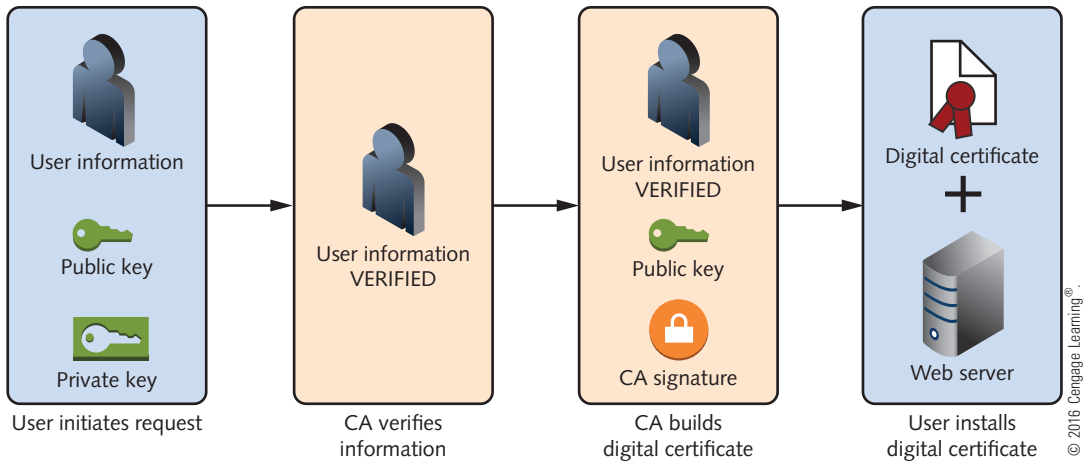 User information
Public key
Private key
User initiates request
User information
VERIFIED
CA verifies
information
User information
VERIFIED
Public key
CA signature
CA builds
digital certificate
Digital certificate
+
Web server
User installs
digital certificate
© 2016 Cengage Learning®.